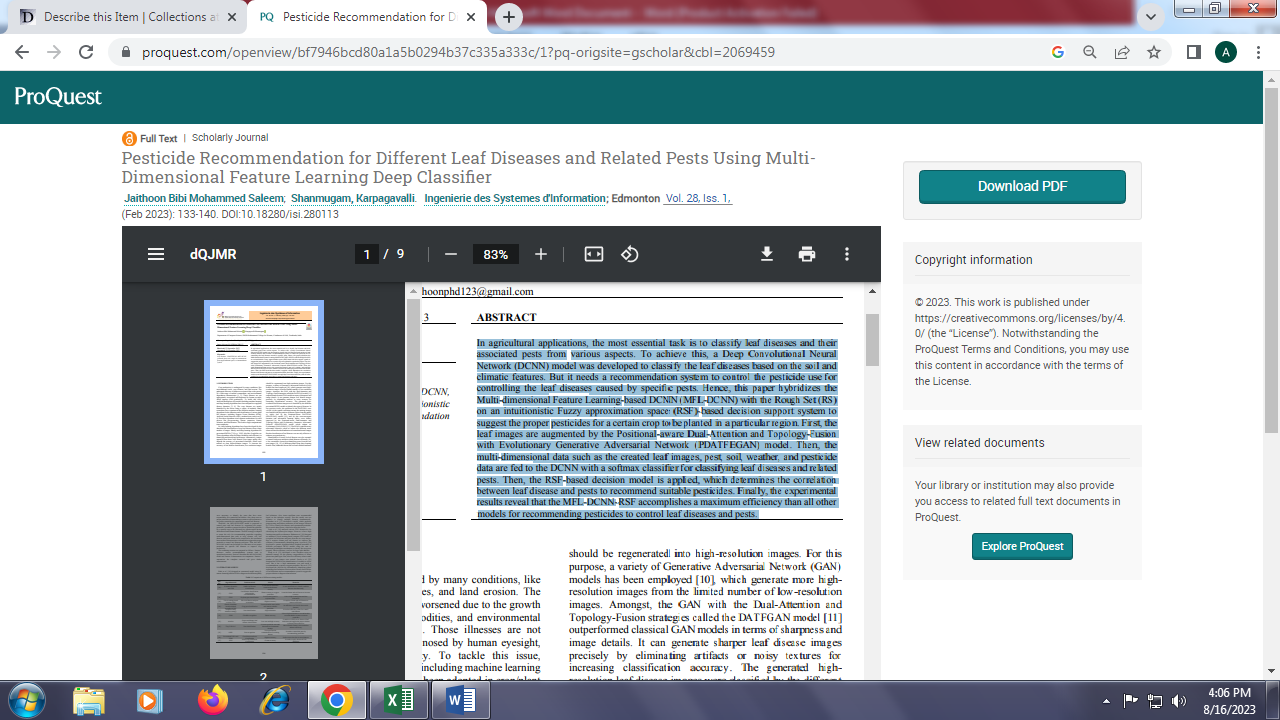 Describe this Item | Collections at
PQ Pesticide Recommendation for Di
proquest.com/openview/bf7946bcd80a1a5b0294b37c335a333c/1?pq-origsite=gscholar&cbl=2069459
A
ProQuest
Full Text | Scholarly Journal
Pesticide Recommendation for Different Leaf Diseases and Related Pests Using Multi-
Dimensional Feature Learning Deep Classifier
Jaithoon Bibi Mohammed Saleem; Shanmugam, Karpagavalli. Ingenierie des Systemes d'Information; Edmonton Vol. 28, Iss. 1,
(Feb 2023): 133-140. DOI:10.18280/isi.280113
dQJMR
1 / 9
83%
1
2
hoonphd123@gmail.com
3 ABSTRACT
DCNN,
ionistic
idation
In agricultural applications, the most essential task is to classify leaf diseases and their
associated pests from various aspects. To achieve this, a Deep Convolutional Neural
Network (DCNN) model was developed to classify the leaf diseases based on the soil and
climatic features. But it needs a recommendation system to control the pesticide use for
controlling the leaf diseases caused by specific pests. Hence, this paper hybridizes the
Multi-dimensional Feature Learning-based DCNN (MFL-DCNN) with the Rough Set (RS)
on an intuitionistic Fuzzy approximation space (RSF)-based decision support system to
suggest the proper pesticides for a certain crop to be planted in a particular region. First, the
leaf images are augmented by the Positional-aware Dual-Attention and Topology-Fusion
with Evolutionary Generative Adversarial Network (PDATFEGAN) model. Then, the
multi-dimensional data such as the created leaf images, pest, soil, weather, and pesticide
data are fed to the DCNN with a softmax classifier for classifying leaf diseases and related
pests. Then, the RSF-based decision model is applied, which determines the correlation
between leaf disease and pests to recommend suitable pesticides. Finally, the experimental
results reveal that the MFL-DCNN-RSF accomplishes a maximum efficiency than all other
models for recommending pesticides to control leaf diseases and pests.
d by many conditions, like
es, and land erosion. The
vorsened due to the growth
odities, and environmental
. Those illnesses are not
nosed by human eyesight,
y. To tackle this issue,
including machine learning
should be regenerated into high-resolution images. For this
purpose, a variety of Generative Adversarial Network (GAN)
models has been employed [10], which generate more high-
resolution images from the limited number of low-resolution
images. Amongst, the GAN with the Dual-Attention and
Topology-Fusion strategies called the DATFGAN model [11]
outperformed classical GAN models in terms of sharpness and
image details. It can generate sharper leaf disease images
precisely by eliminating artifacts or noisy textures for
increasing classification accuracy. The generated high-
Download PDF
Copyright information
© 2023. This work is published under
https://creativecommons.org/licenses/by/4.
0/ (the “License”). Notwithstanding the
ProQuest Terms and Conditions, you may use
this content in accordance with the terms of
the License.
View related documents
Your library or institution may also provide
you access to related full text documents in
ProQuest.
Explore ProQuest
4:06 PM
8/16/2023